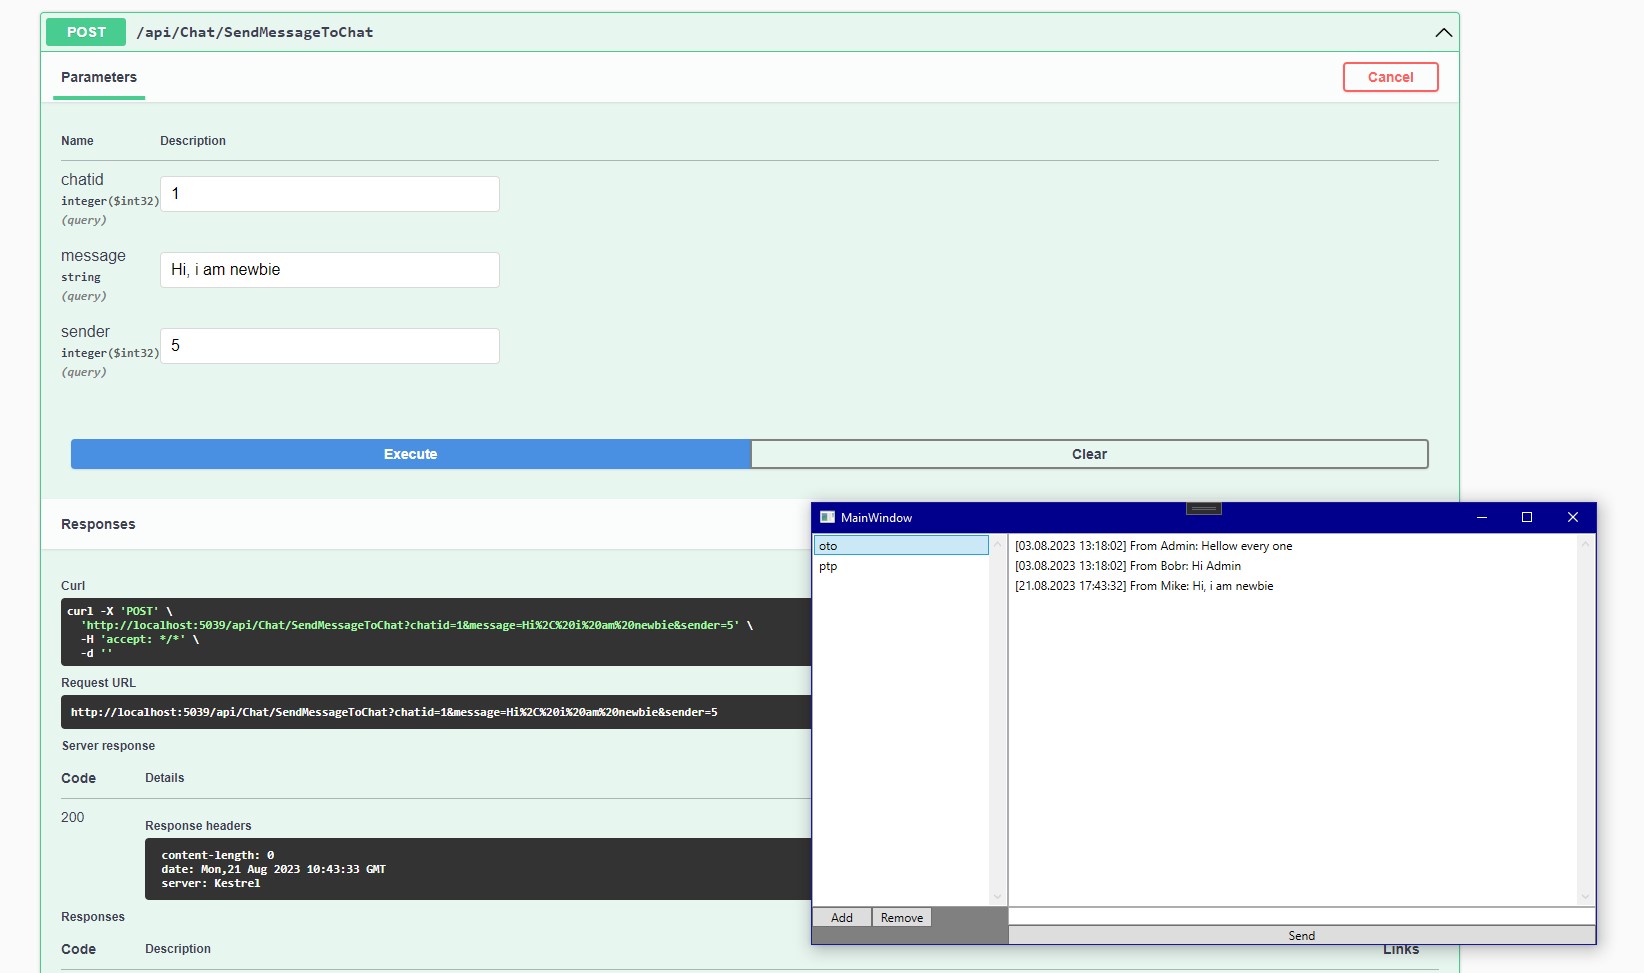 POST /api/Chat/SendMessageToChat
Parameters
Cancel
Name Description
chatid
integer($int32)
(query)
1
message
string
(query)
Hi, i am newbie
sender
integer($int32)
(query)
5
Execute
Clear
Responses
Curl
curl -X 'POST' \
'http://localhost:5039/api/Chat/SendMessageToChat?chatid=1&message=Hi%2C%20i%20am%20newbie&sender=5' \
-H 'accept: */*' \
-d ''
Request URL
http://localhost:5039/api/Chat/SendMessageToChat?chatid=1&message=Hi%2C%20i%20am%20newbie&sender=5
Server response
Code Details
200
Response headers
content-length: 0
date: Mon,21 Aug 2023 10:43:33 GMT
server: Kestrel
Responses
Code Description
Links
MainWindow
oto
ptp
[03.08.2023 13:18:02] From Admin: Hellow every one
[03.08.2023 13:18:02] From Bobr: Hi Admin
[21.08.2023 17:43:32] From Mike: Hi, i am newbie
Add Remove
Send